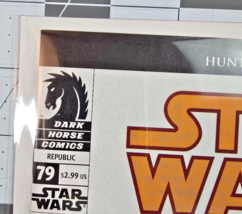 HUNT
DARK
HORSE
COMICS
REPUBLIC
79 $2.99 US
STAR
WARS
STAR
WAR